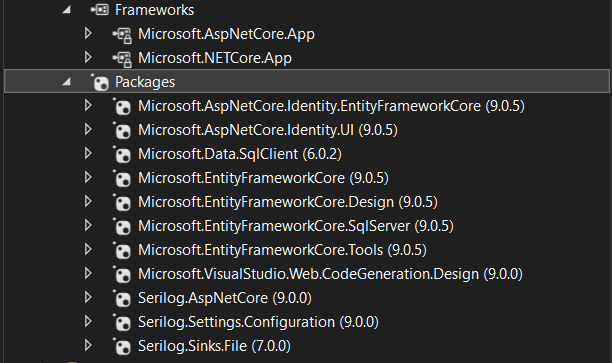 Frameworks
Microsoft.AspNetCore.App
Microsoft.NETCore.App
Packages
Microsoft.AspNetCore.Identity.EntityFrameworkCore (9.0.5)
Microsoft.AspNetCore.Identity.UI (9.0.5)
Microsoft.Data.SqlClient (6.0.2)
Microsoft.EntityFrameworkCore (9.0.5)
Microsoft.EntityFrameworkCore.Design (9.0.5)
Microsoft.EntityFrameworkCore.SqlServer (9.0.5)
Microsoft.EntityFrameworkCore.Tools (9.0.5)
Microsoft.VisualStudio.Web.CodeGeneration.Design (9.0.0)
Serilog.AspNetCore (9.0.0)
Serilog.Settings.Configuration (9.0.0)
Serilog.Sinks.File (7.0.0)